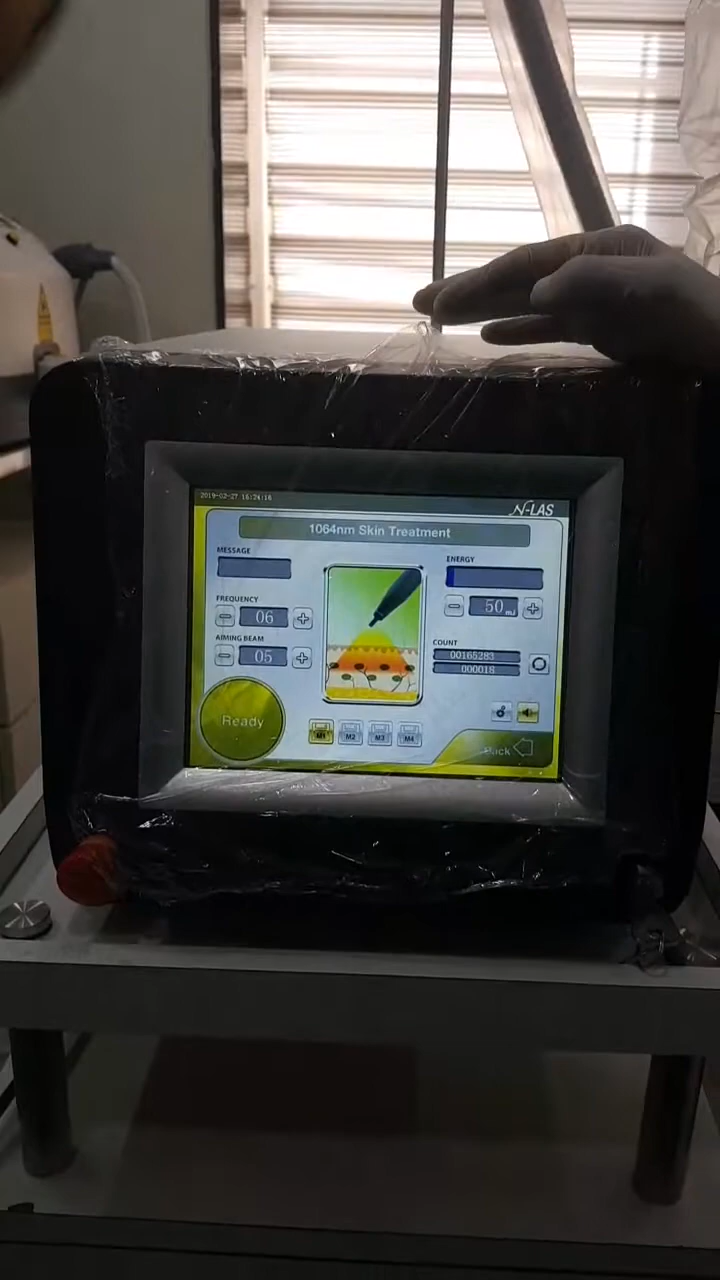 2019-02-27 15:24:16
N-LAS
1064nm Skin Treatment
MESSAGE
ENERGY
50 mJ
FREQUENCY
06
AIMING BEAM
05
COUNT
00165283
000018
Ready
M1 M2 M3 M4
Back